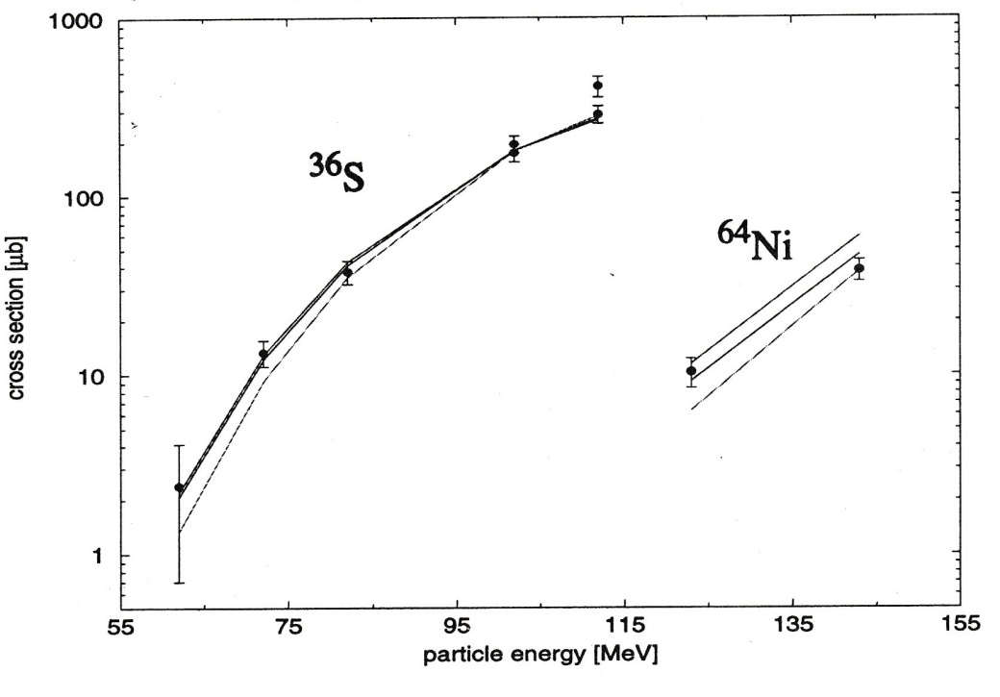 1000
100
10
1
cross section [μb]
³⁶S
⁶⁴Ni
55 75 95 115 135 155
particle energy [MeV]